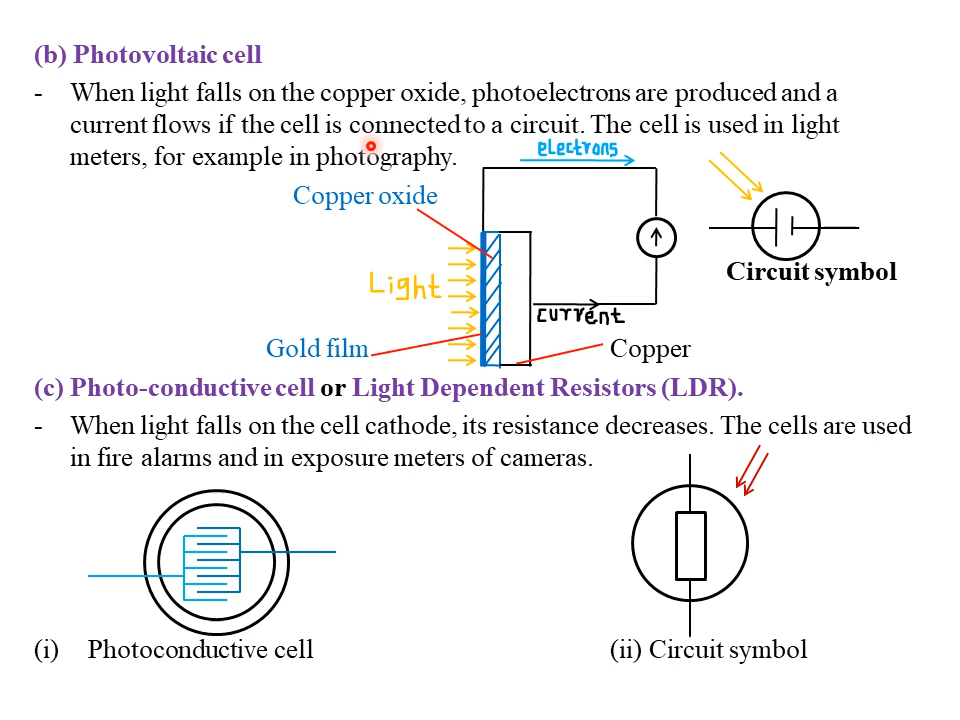 (b) Photovoltaic cell
- When light falls on the copper oxide, photoelectrons are produced and a
current flows if the cell is connected to a circuit. The cell is used in light
meters, for example in photography.
electrons
Copper oxide
Circuit symbol
Light
current
Gold film
Copper
(c) Photo-conductive cell or Light Dependent Resistors (LDR).
- When light falls on the cell cathode, its resistance decreases. The cells are used
in fire alarms and in exposure meters of cameras.
(i) Photoconductive cell
(ii) Circuit symbol